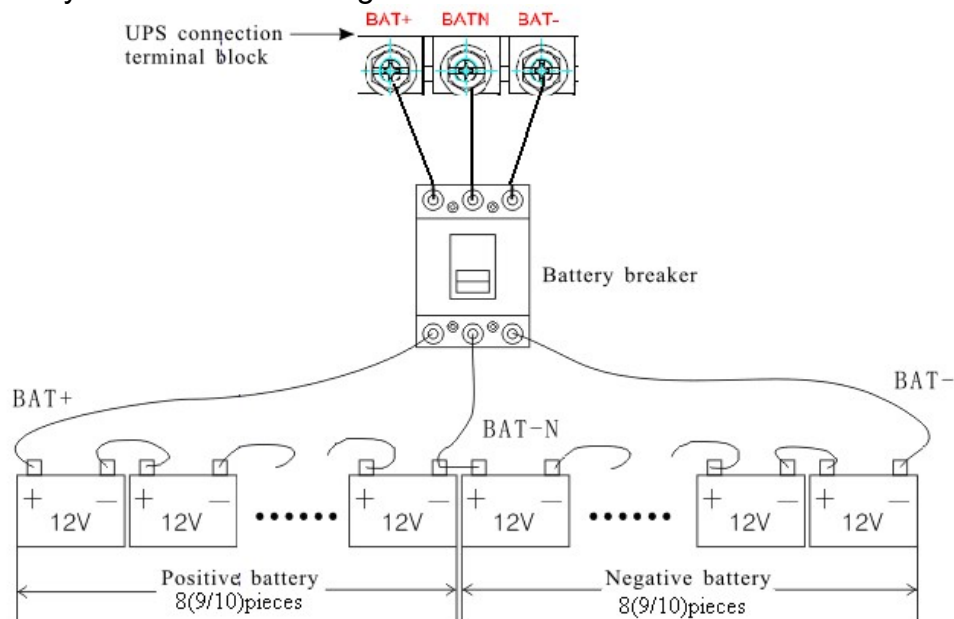 BAT+ BATN BAT-
UPS connection
terminal block
Battery breaker
BAT+
BAT-
BAT-N
+ — + — + — + — + — + —
12V 12V 12V 12V 12V 12V
Positive battery
8(9/10)pieces
Negative battery
8(9/10)pieces